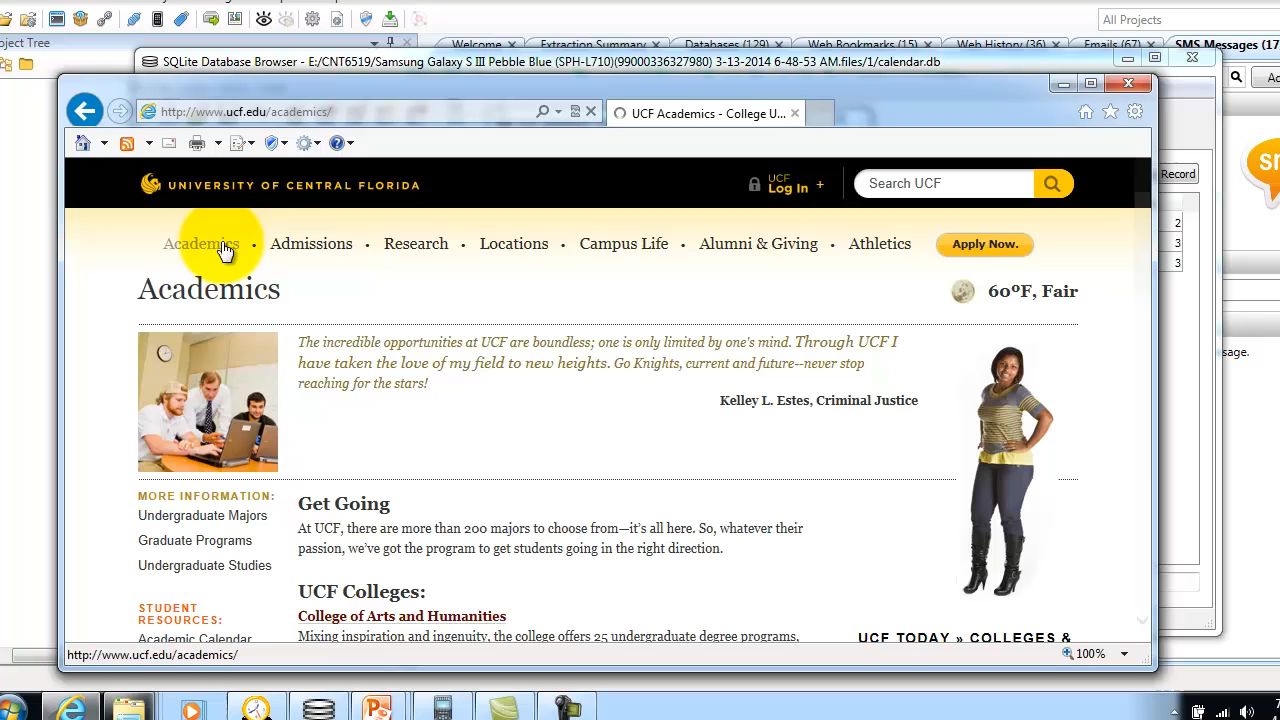 All Projects
oject Tree
Welcome
Extraction Summary
Databases (129)
Web Bookmarks (15)
Web History (36)
Emails (67)
SMS Messages (17
SQLite Database Browser - E:/CNT6519/Samsung Galaxy S III Pebble Blue (SPH-L710)(99000336327980) 5-13-2014 6-48-53 AM.files/1/calendar.db
http://www.ucf.edu/academics/
UCF Academics - College U...
UNIVERSITY OF CENTRAL FLORIDA
UCF
Log In +
Search UCF
Record
2
3
3
Academics • Admissions • Research • Locations • Campus Life • Alumni & Giving • Athletics
Apply Now.
Academics
60°F, Fair
The incredible opportunities at UCF are boundless; one is only limited by one's mind. Through UCF I
have taken the love of my field to new heights. Go Knights, current and future--never stop
reaching for the stars!
Kelley L. Estes, Criminal Justice
ssage.
MORE INFORMATION:
Undergraduate Majors
Graduate Programs
Undergraduate Studies
STUDENT
RESOURCES:
Academic Calendar
Get Going
At UCF, there are more than 200 majors to choose from—it's all here. So, whatever their
passion, we've got the program to get students going in the right direction.
UCF Colleges:
College of Arts and Humanities
Mixing inspiration and ingenuity, the college offers 25 undergraduate degree programs,
UCF TODAY » COLLEGES &
http://www.ucf.edu/academics/
100%